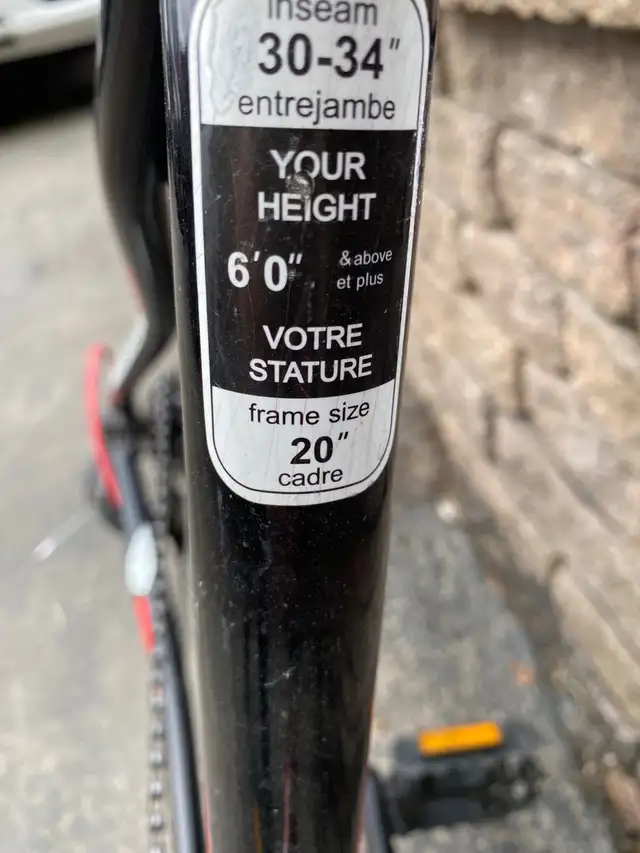 inseam
30-34"
entrejambe
YOUR
HEIGHT
6'0" & above
et plus
VOTRE
STATURE
frame size
20"
cadre